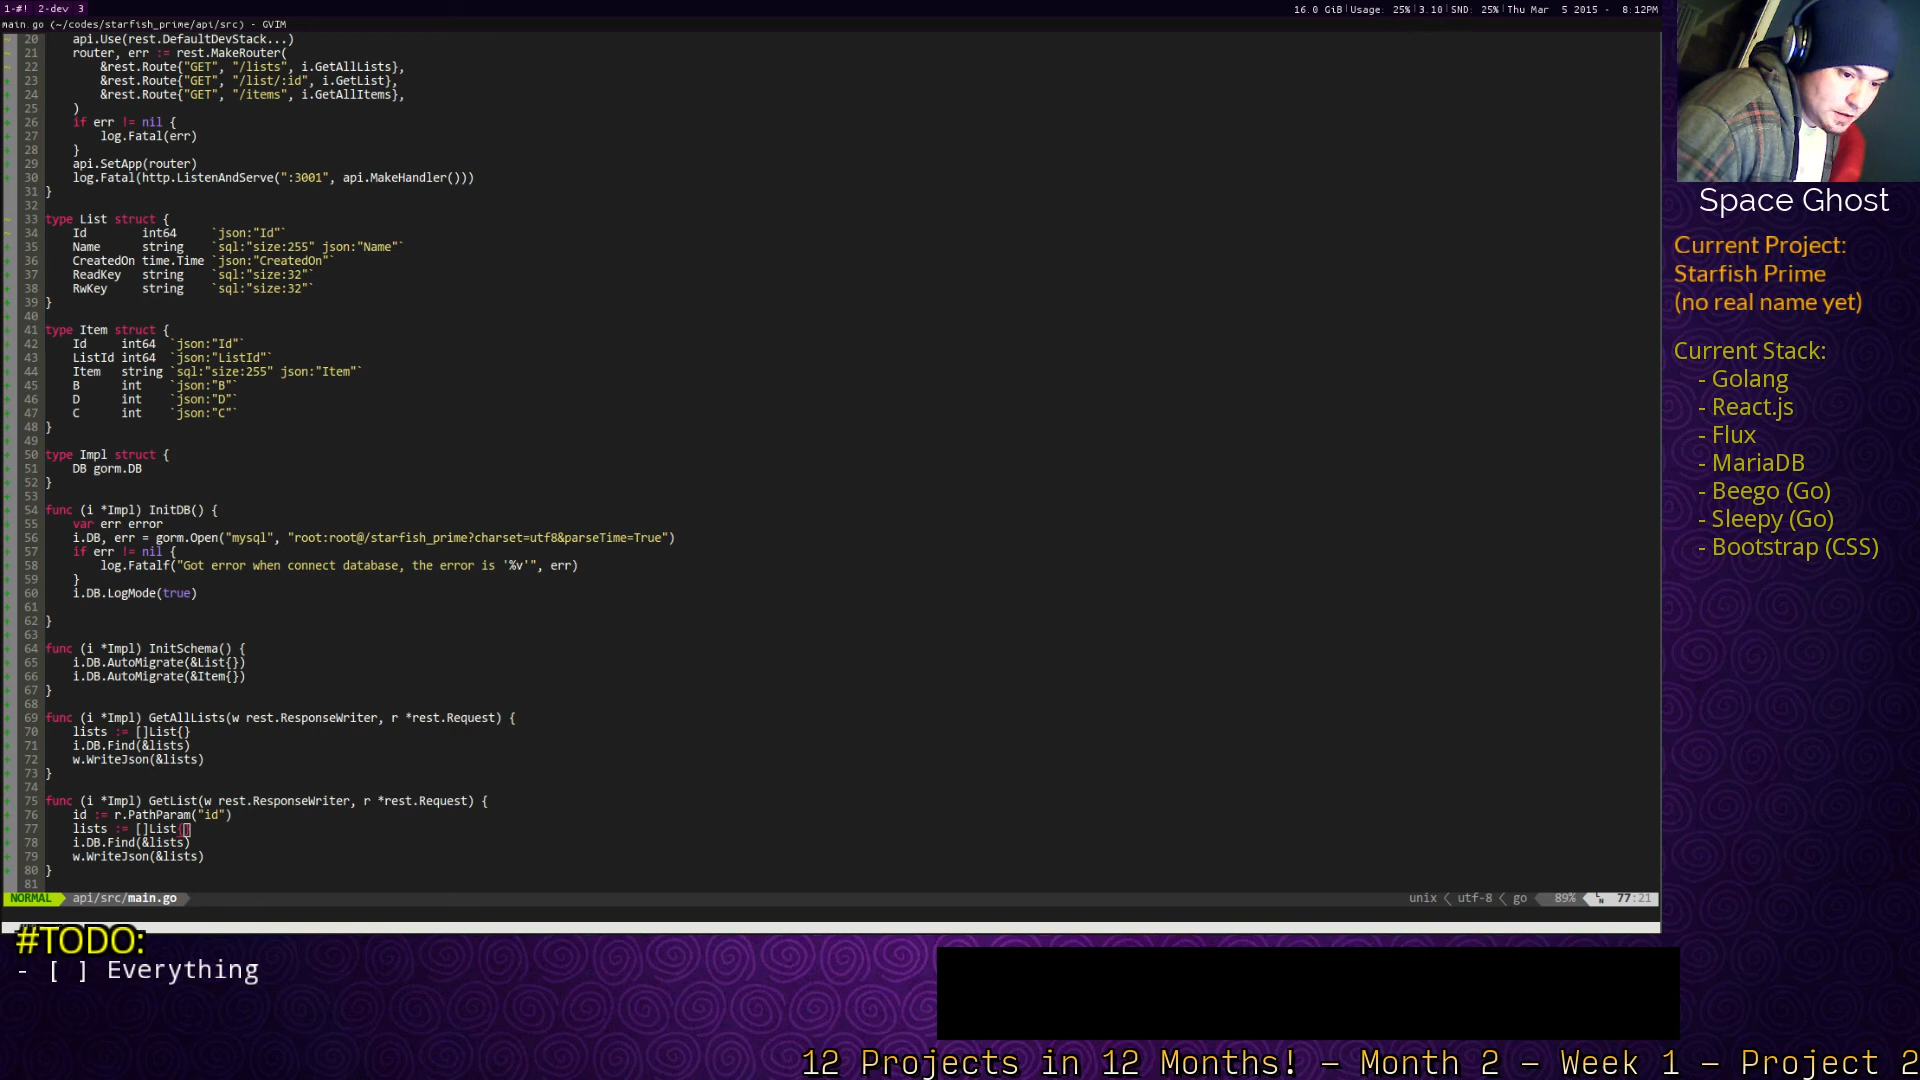 1-#! 2-dev 3
16.0 GiB|Usage: 25%|3.10|SND: 25%|Thu Mar 5 2015 - 8:12PM
main.go (~/codes/starfish_prime/api/src) - GVIM
20 api.Use(rest.DefaultDevStack...)
21 router, err := rest.MakeRouter(
22 &rest.Route{"GET", "/lists", i.GetAllLists},
23 &rest.Route{"GET", "/list/:id", i.GetList},
24 &rest.Route{"GET", "/items", i.GetAllItems},
25 )
26 if err != nil {
27 log.Fatal(err)
28 }
29 api.SetApp(router)
30 log.Fatal(http.ListenAndServe(":3001", api.MakeHandler()))
31 }
32
33 type List struct {
34 Id int64 `json:"Id"`
35 Name string `sql:"size:255" json:"Name"`
36 CreatedOn time.Time `json:"CreatedOn"`
37 ReadKey string `sql:"size:32"`
38 RwKey string `sql:"size:32"`
39 }
40
41 type Item struct {
42 Id int64 `json:"Id"`
43 ListId int64 `json:"ListId"`
44 Item string `sql:"size:255" json:"Item"`
45 B int `json:"B"`
46 D int `json:"D"`
47 C int `json:"C"`
48 }
49
50 type Impl struct {
51 DB gorm.DB
52 }
53
54 func (i *Impl) InitDB() {
55 var err error
56 i.DB, err = gorm.Open("mysql", "root:root@/starfish_prime?charset=utf8&parseTime=True")
57 if err != nil {
58 log.Fatalf("Got error when connect database, the error is '%v'", err)
59 }
60 i.DB.LogMode(true)
61
62 }
63
64 func (i *Impl) InitSchema() {
65 i.DB.AutoMigrate(&List{})
66 i.DB.AutoMigrate(&Item{})
67 }
68
69 func (i *Impl) GetAllLists(w rest.ResponseWriter, r *rest.Request) {
70 lists := []List{}
71 i.DB.Find(&lists)
72 w.WriteJson(&lists)
73 }
74
75 func (i *Impl) GetList(w rest.ResponseWriter, r *rest.Request) {
76 id := r.PathParam("id")
77 lists := []List{}
78 i.DB.Find(&lists)
79 w.WriteJson(&lists)
80 }
81
NORMAL api/src/main.go unix utf-8 go 89% 77:21
Space Ghost
Current Project:
Starfish Prime
(no real name yet)
Current Stack:
- Golang
- React.js
- Flux
- MariaDB
- Beego (Go)
- Sleepy (Go)
- Bootstrap (CSS)
#TODO:
- [ ] Everything
12 Projects in 12 Months! – Month 2 – Week 1 – Project 2